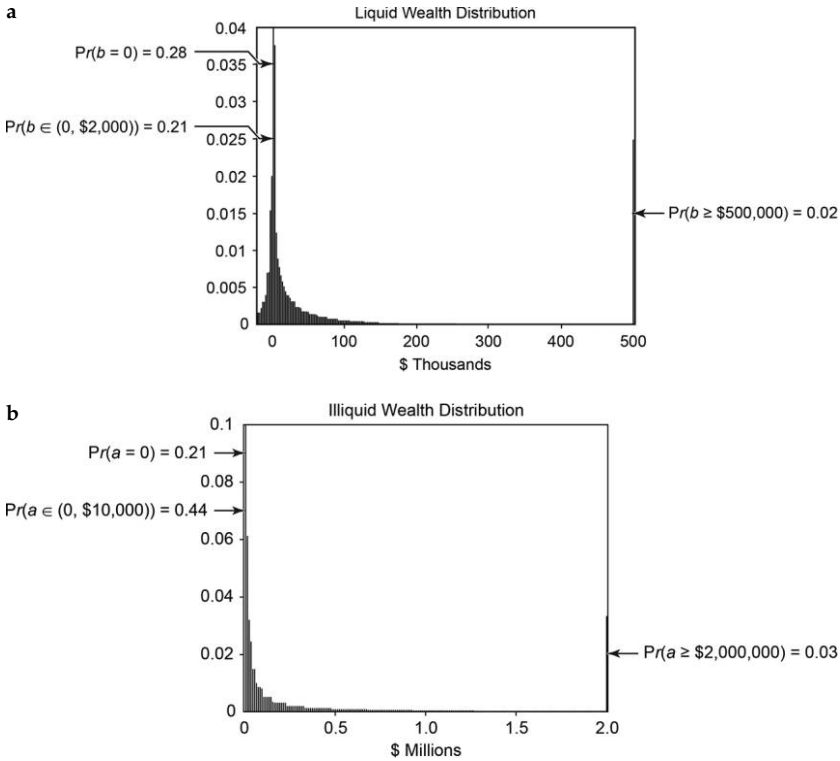 a
Liquid Wealth Distribution
Pr(b = 0) = 0.28
Pr(b ∈ (0, $2,000)) = 0.21
Pr(b ≥ $500,000) = 0.02
0.04
0.035
0.03
0.025
0.02
0.015
0.01
0.005
0
0 100 200 300 400 500
$ Thousands
b
Illiquid Wealth Distribution
Pr(a = 0) = 0.21
Pr(a ∈ (0, $10,000)) = 0.44
Pr(a ≥ $2,000,000) = 0.03
0.1
0.08
0.06
0.04
0.02
0
0 0.5 1.0 1.5 2.0
$ Millions